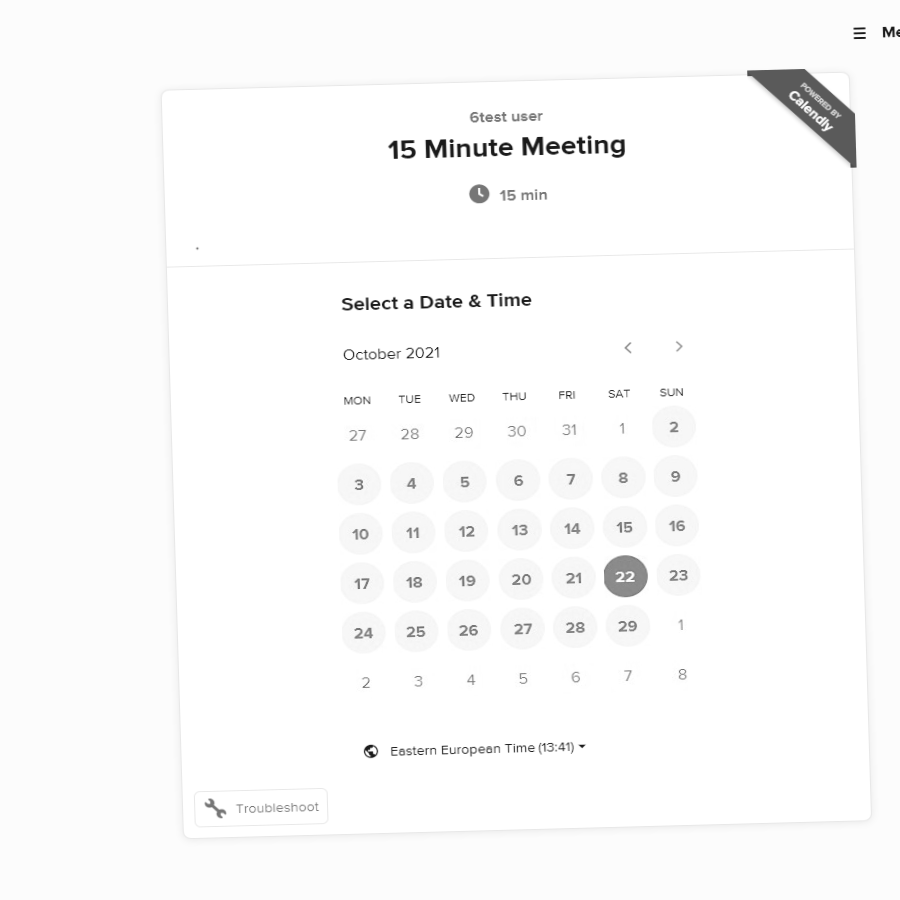 Me
POWERED BY
Calendly
6test user
15 Minute Meeting
15 min
.
Select a Date & Time
October 2021
MON TUE WED THU FRI SAT SUN
27 28 29 30 31 1 2
3 4 5 6 7 8 9
10 11 12 13 14 15 16
17 18 19 20 21 22 23
24 25 26 27 28 29 1
2 3 4 5 6 7 8
Eastern European Time (13:41)
Troubleshoot